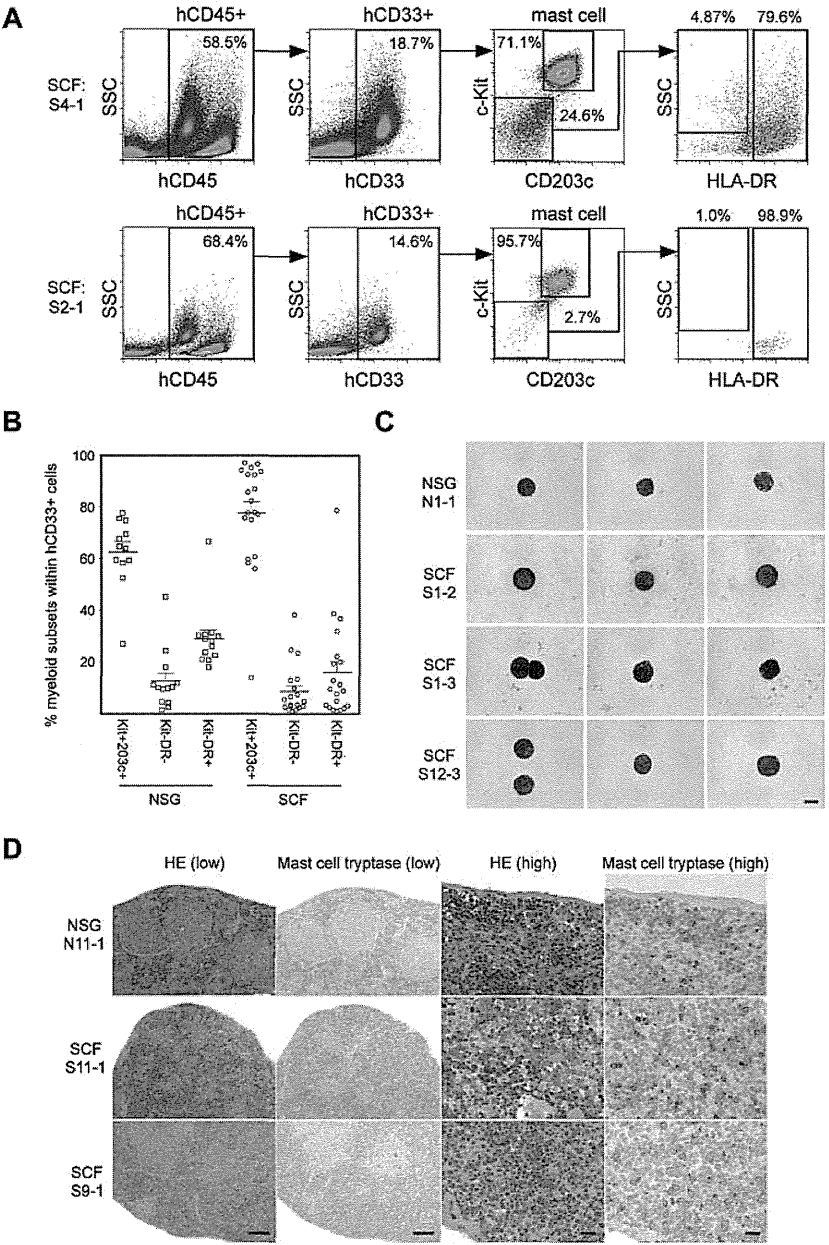 A
hCD45+
hCD33+
mast cell
SCF:
S4-1
SSC
58.5%
hCD45
SSC
18.7%
hCD33
c-Kit
71.1%
24.6%
CD203c
4.87%
79.6%
SSC
HLA-DR
hCD45+
hCD33+
mast cell
SCF:
S2-1
SSC
68.4%
hCD45
SSC
14.6%
hCD33
c-Kit
95.7%
2.7%
CD203c
1.0%
98.9%
SSC
HLA-DR
B
% myeloid subsets within hCD33+ cells
100
80
60
40
20
Kit+203c+
Kit-DR-
Kit-DR+
Kit+203c+
Kit-DR-
Kit-DR+
NSG
SCF
C
NSG
N1-1
SCF
S1-2
SCF
S1-3
SCF
S12-3
D
HE (low)
Mast cell tryptase (low)
HE (high)
Mast cell tryptase (high)
NSG
N11-1
SCF
S11-1
SCF
S9-1